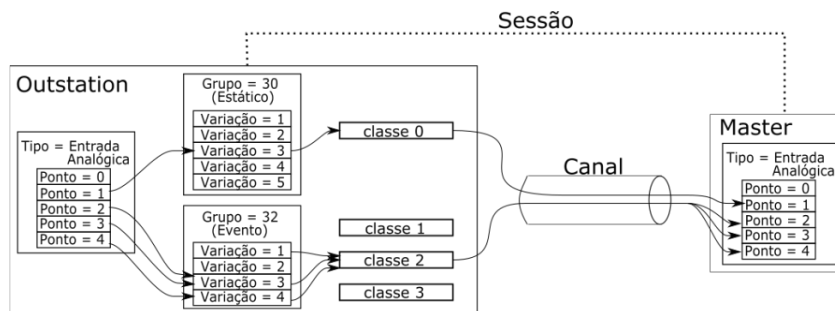 Sessão
Outstation
Grupo = 30
(Estático)
Variação = 1
Variação = 2
Variação = 3
Variação = 4
Variação = 5
Tipo = Entrada
Analógica
Ponto = 0
Ponto = 1
Ponto = 2
Ponto = 3
Ponto = 4
Grupo = 32
(Evento)
Variação = 1
Variação = 2
Variação = 3
Variação = 4
classe 0
classe 1
classe 2
classe 3
Canal
Master
Tipo = Entrada
Analógica
Ponto = 0
Ponto = 1
Ponto = 2
Ponto = 3
Ponto = 4